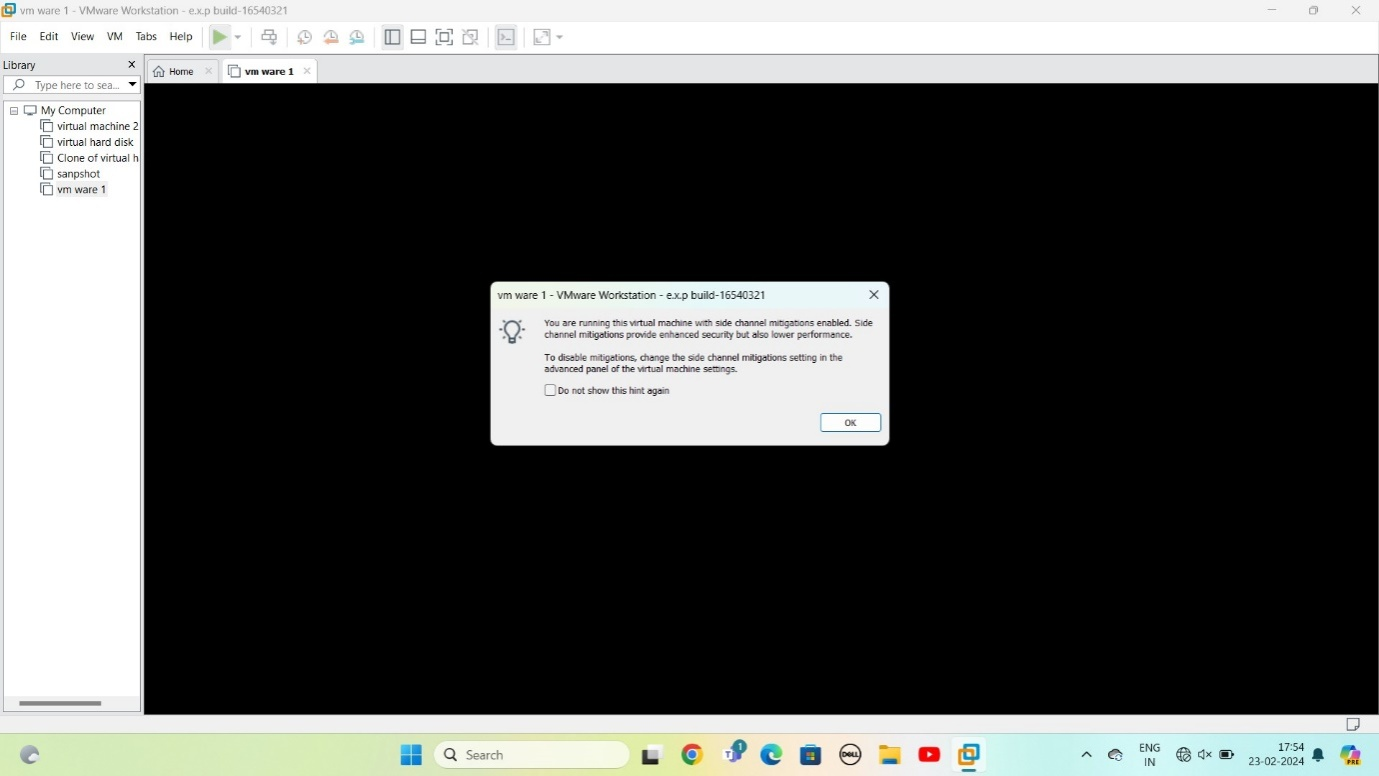 vm ware 1 - VMware Workstation - e.x.p build-16540321
File Edit View VM Tabs Help
Library
Type here to sea...
Home
vm ware 1
My Computer
virtual machine 2
virtual hard disk
Clone of virtual h
sanpshot
vm ware 1
vm ware 1 - VMware Workstation - e.x.p build-16540321
You are running this virtual machine with side channel mitigations enabled. Side
channel mitigations provide enhanced security but also lower performance.
To disable mitigations, change the side channel mitigations setting in the
advanced panel of the virtual machine settings.
Do not show this hint again
OK
Search
1
DELL
ENG
IN
17:54
23-02-2024
PRE